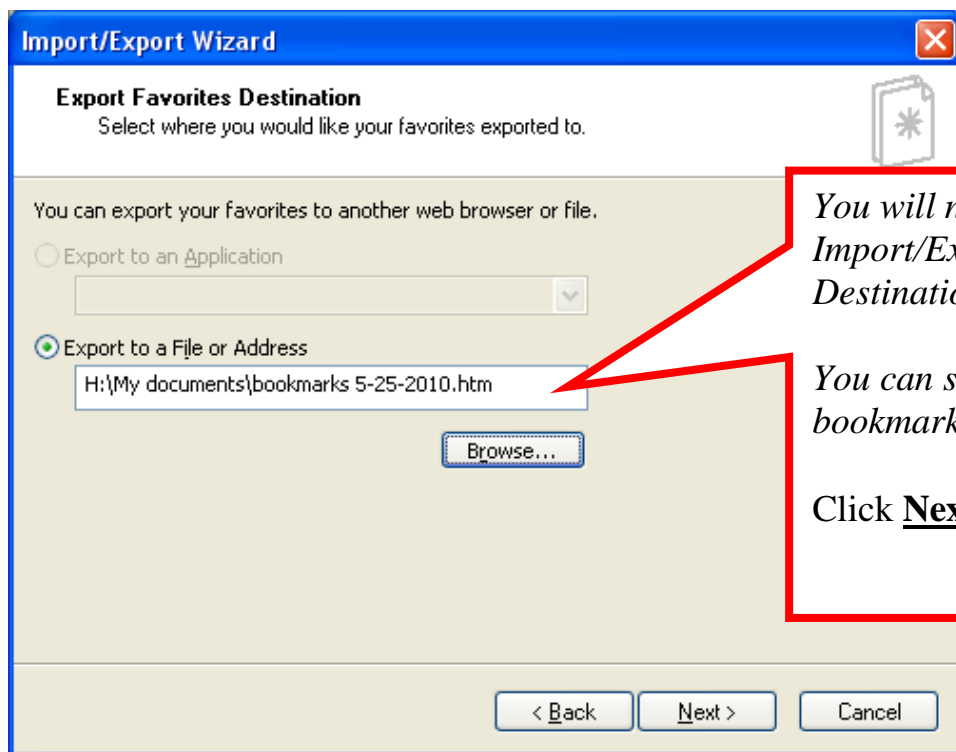 Import/Export Wizard
Export Favorites Destination
Select where you would like your favorites exported to.
You can export your favorites to another web browser or file.
Export to an Application
Export to a File or Address
H:\My documents\bookmarks 5-25-2010.htm
Browse...
You will
Import/Ex
Destinatio
You can s
bookmark
Click Nex
< Back
Next >
Cancel